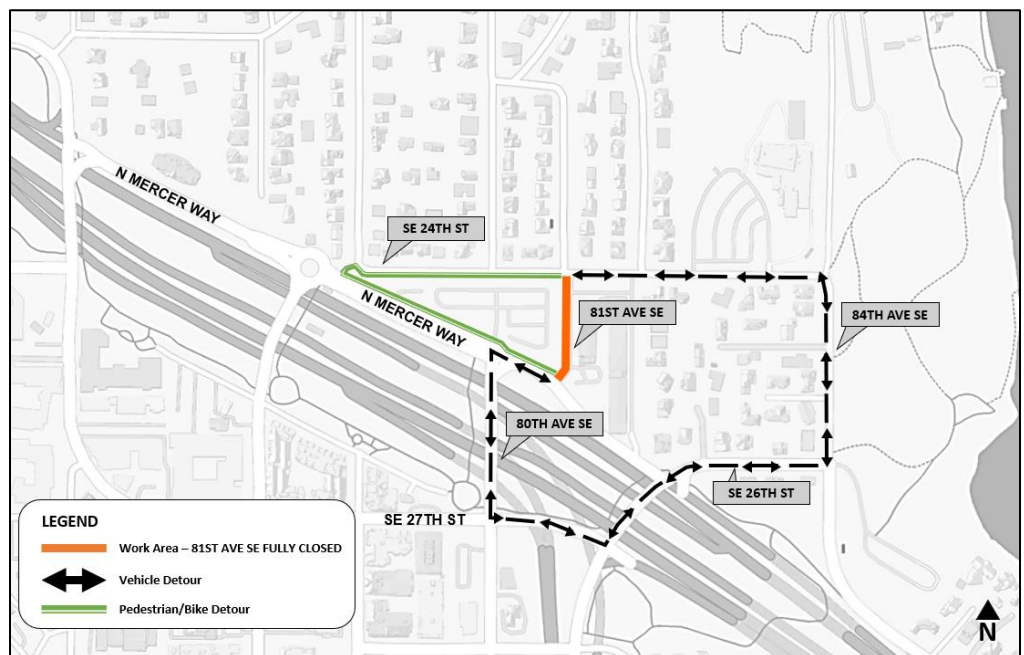 N MERCER WAY
SE 24TH ST
N MERCER WAY
81ST AVE SE
84TH AVE SE
80TH AVE SE
SE 26TH ST
SE 27TH ST
LEGEND
Work Area – 81ST AVE SE FULLY CLOSED
Vehicle Detour
Pedestrian/Bike Detour
N